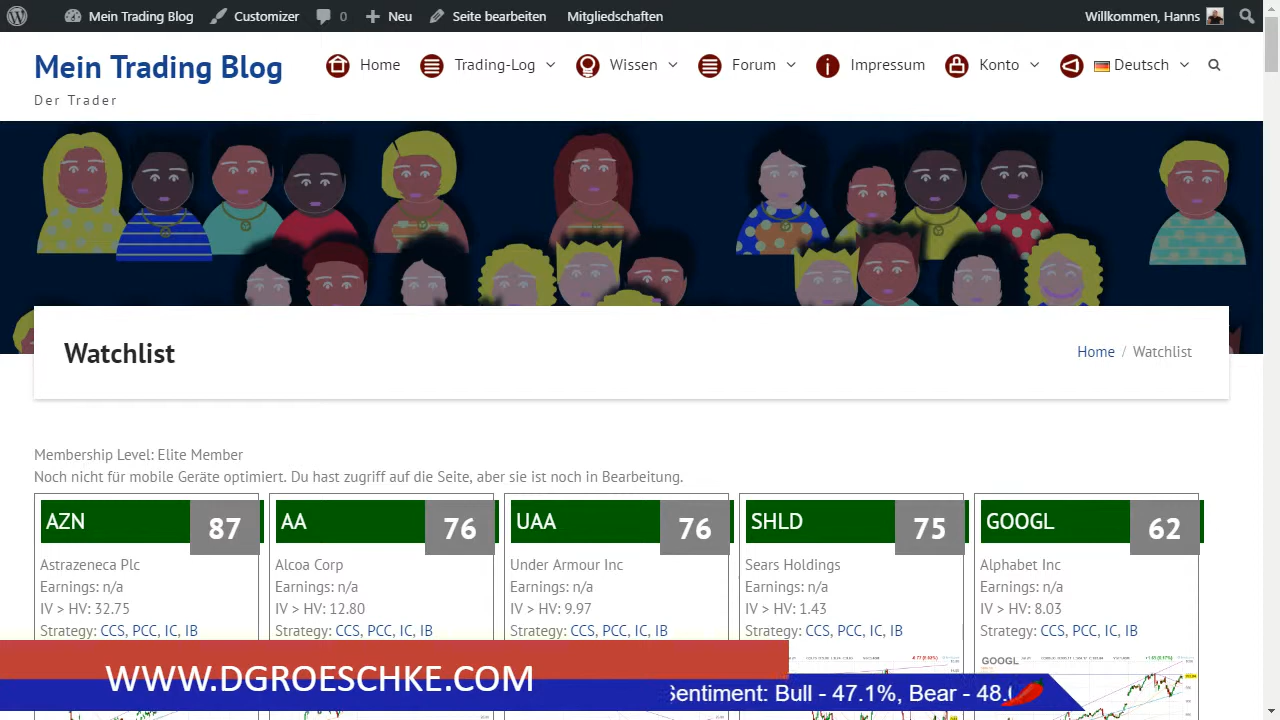 Mein Trading Blog Customizer 0 Neu Seite bearbeiten Mitgliedschaften Willkommen, Hanns
Mein Trading Blog
Der Trader
Home Trading-Log Wissen Forum Impressum Konto Deutsch
Watchlist
Home / Watchlist
Membership Level: Elite Member
Noch nicht für mobile Geräte optimiert. Du hast zugriff auf die Seite, aber sie ist noch in Bearbeitung.
AZN 87
Astrazeneca Plc
Earnings: n/a
IV > HV: 32.75
Strategy: CCS, PCC, IC, IB
AA 76
Alcoa Corp
Earnings: n/a
IV > HV: 12.80
Strategy: CCS, PCC, IC, IB
UAA 76
Under Armour Inc
Earnings: n/a
IV > HV: 9.97
Strategy: CCS, PCC, IC, IB
SHLD 75
Sears Holdings
Earnings: n/a
IV > HV: 1.43
Strategy: CCS, PCC, IC, IB
GOOGL 62
Alphabet Inc
Earnings: n/a
IV > HV: 8.03
Strategy: CCS, PCC, IC, IB
GOOGL
WWW.DGROESCHKE.COM
Sentiment: Bull - 47.1%, Bear - 48.